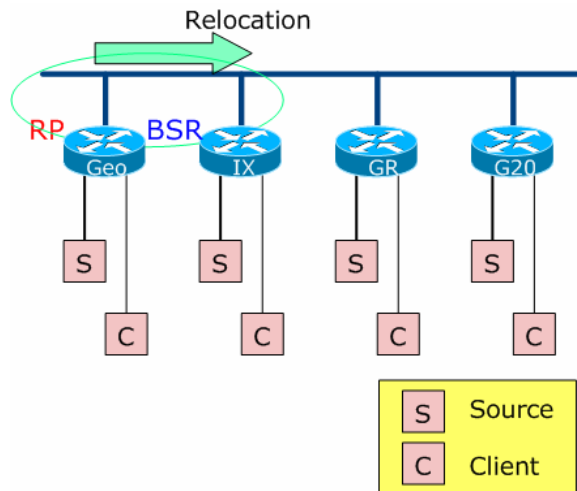 Relocation
RP BSR
Geo IX GR G20
S S S S
C C C C
S Source
C Client